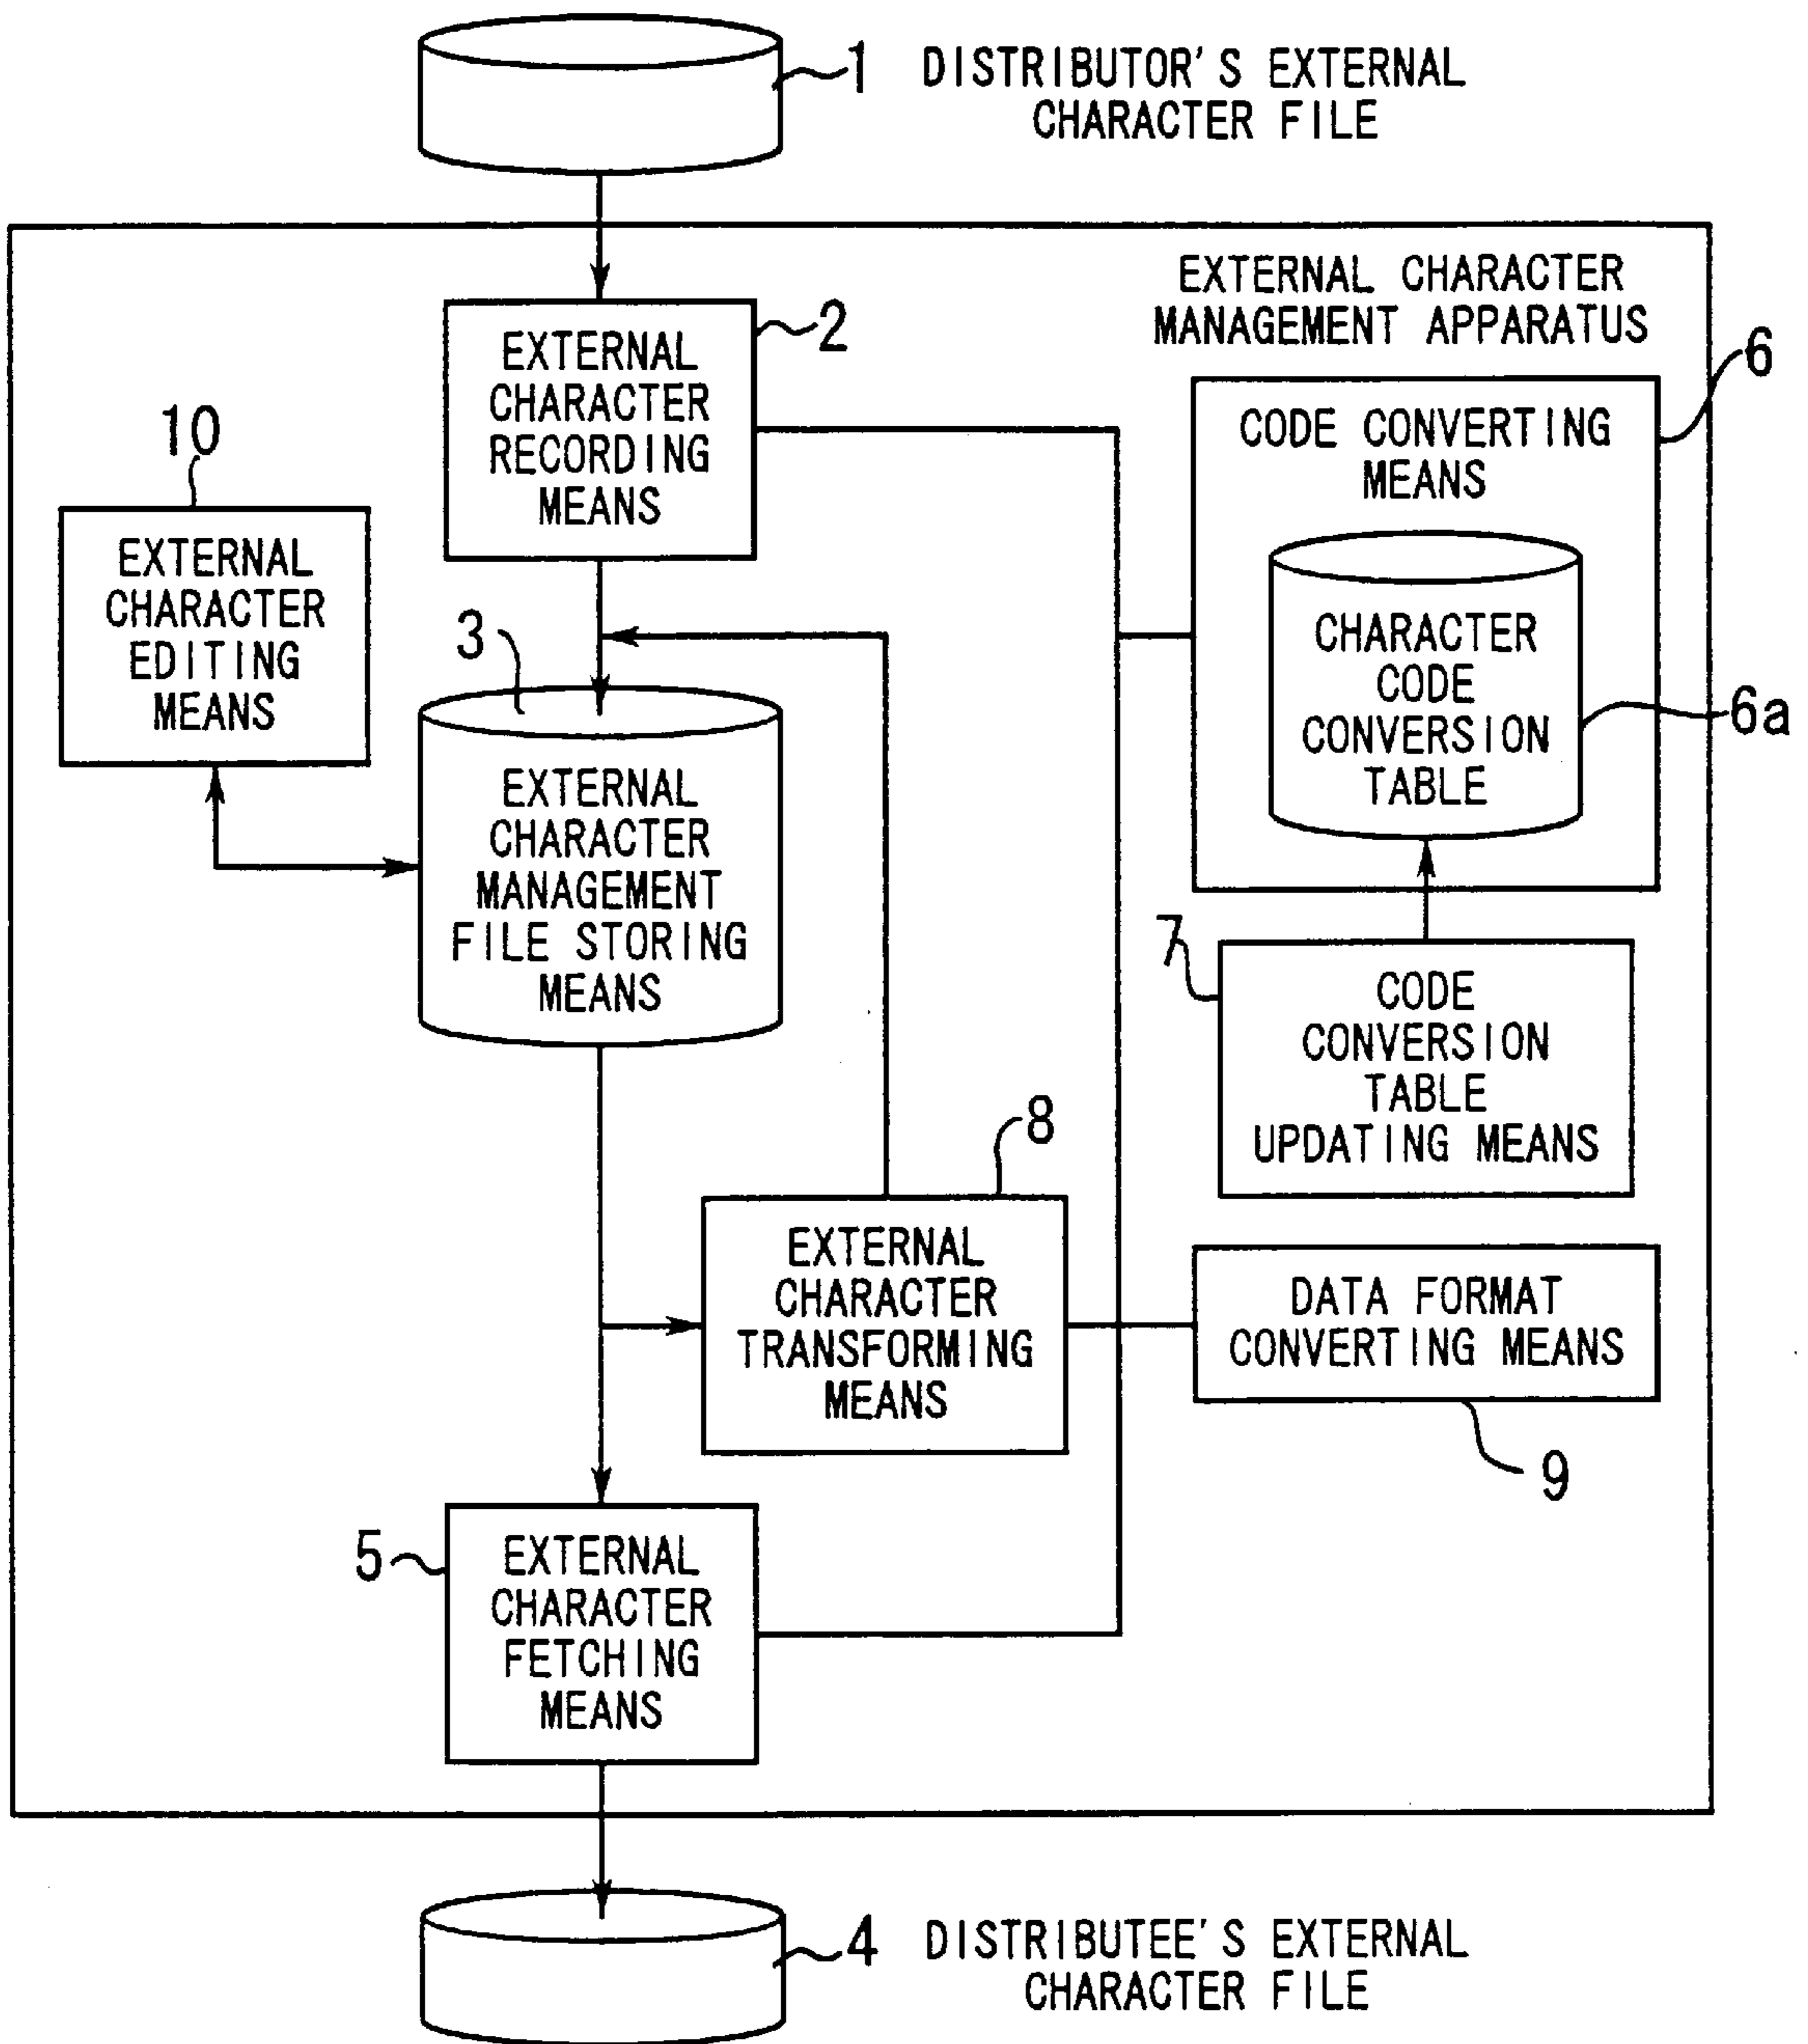 1
DISTRIBUTOR'S EXTERNAL
CHARACTER FILE
EXTERNAL CHARACTER
MANAGEMENT APPARATUS
2
EXTERNAL
CHARACTER
RECORDING
MEANS
6
CODE CONVERTING
MEANS
CHARACTER
CODE
CONVERSION
TABLE
6a
10
EXTERNAL
CHARACTER
EDITING
MEANS
3
EXTERNAL
CHARACTER
MANAGEMENT
FILE STORING
MEANS
7
CODE
CONVERSION
TABLE
UPDATING MEANS
8
EXTERNAL
CHARACTER
TRANSFORMING
MEANS
DATA FORMAT
CONVERTING MEANS
9
5
EXTERNAL
CHARACTER
FETCHING
MEANS
4
DISTRIBUTEE'S EXTERNAL
CHARACTER FILE